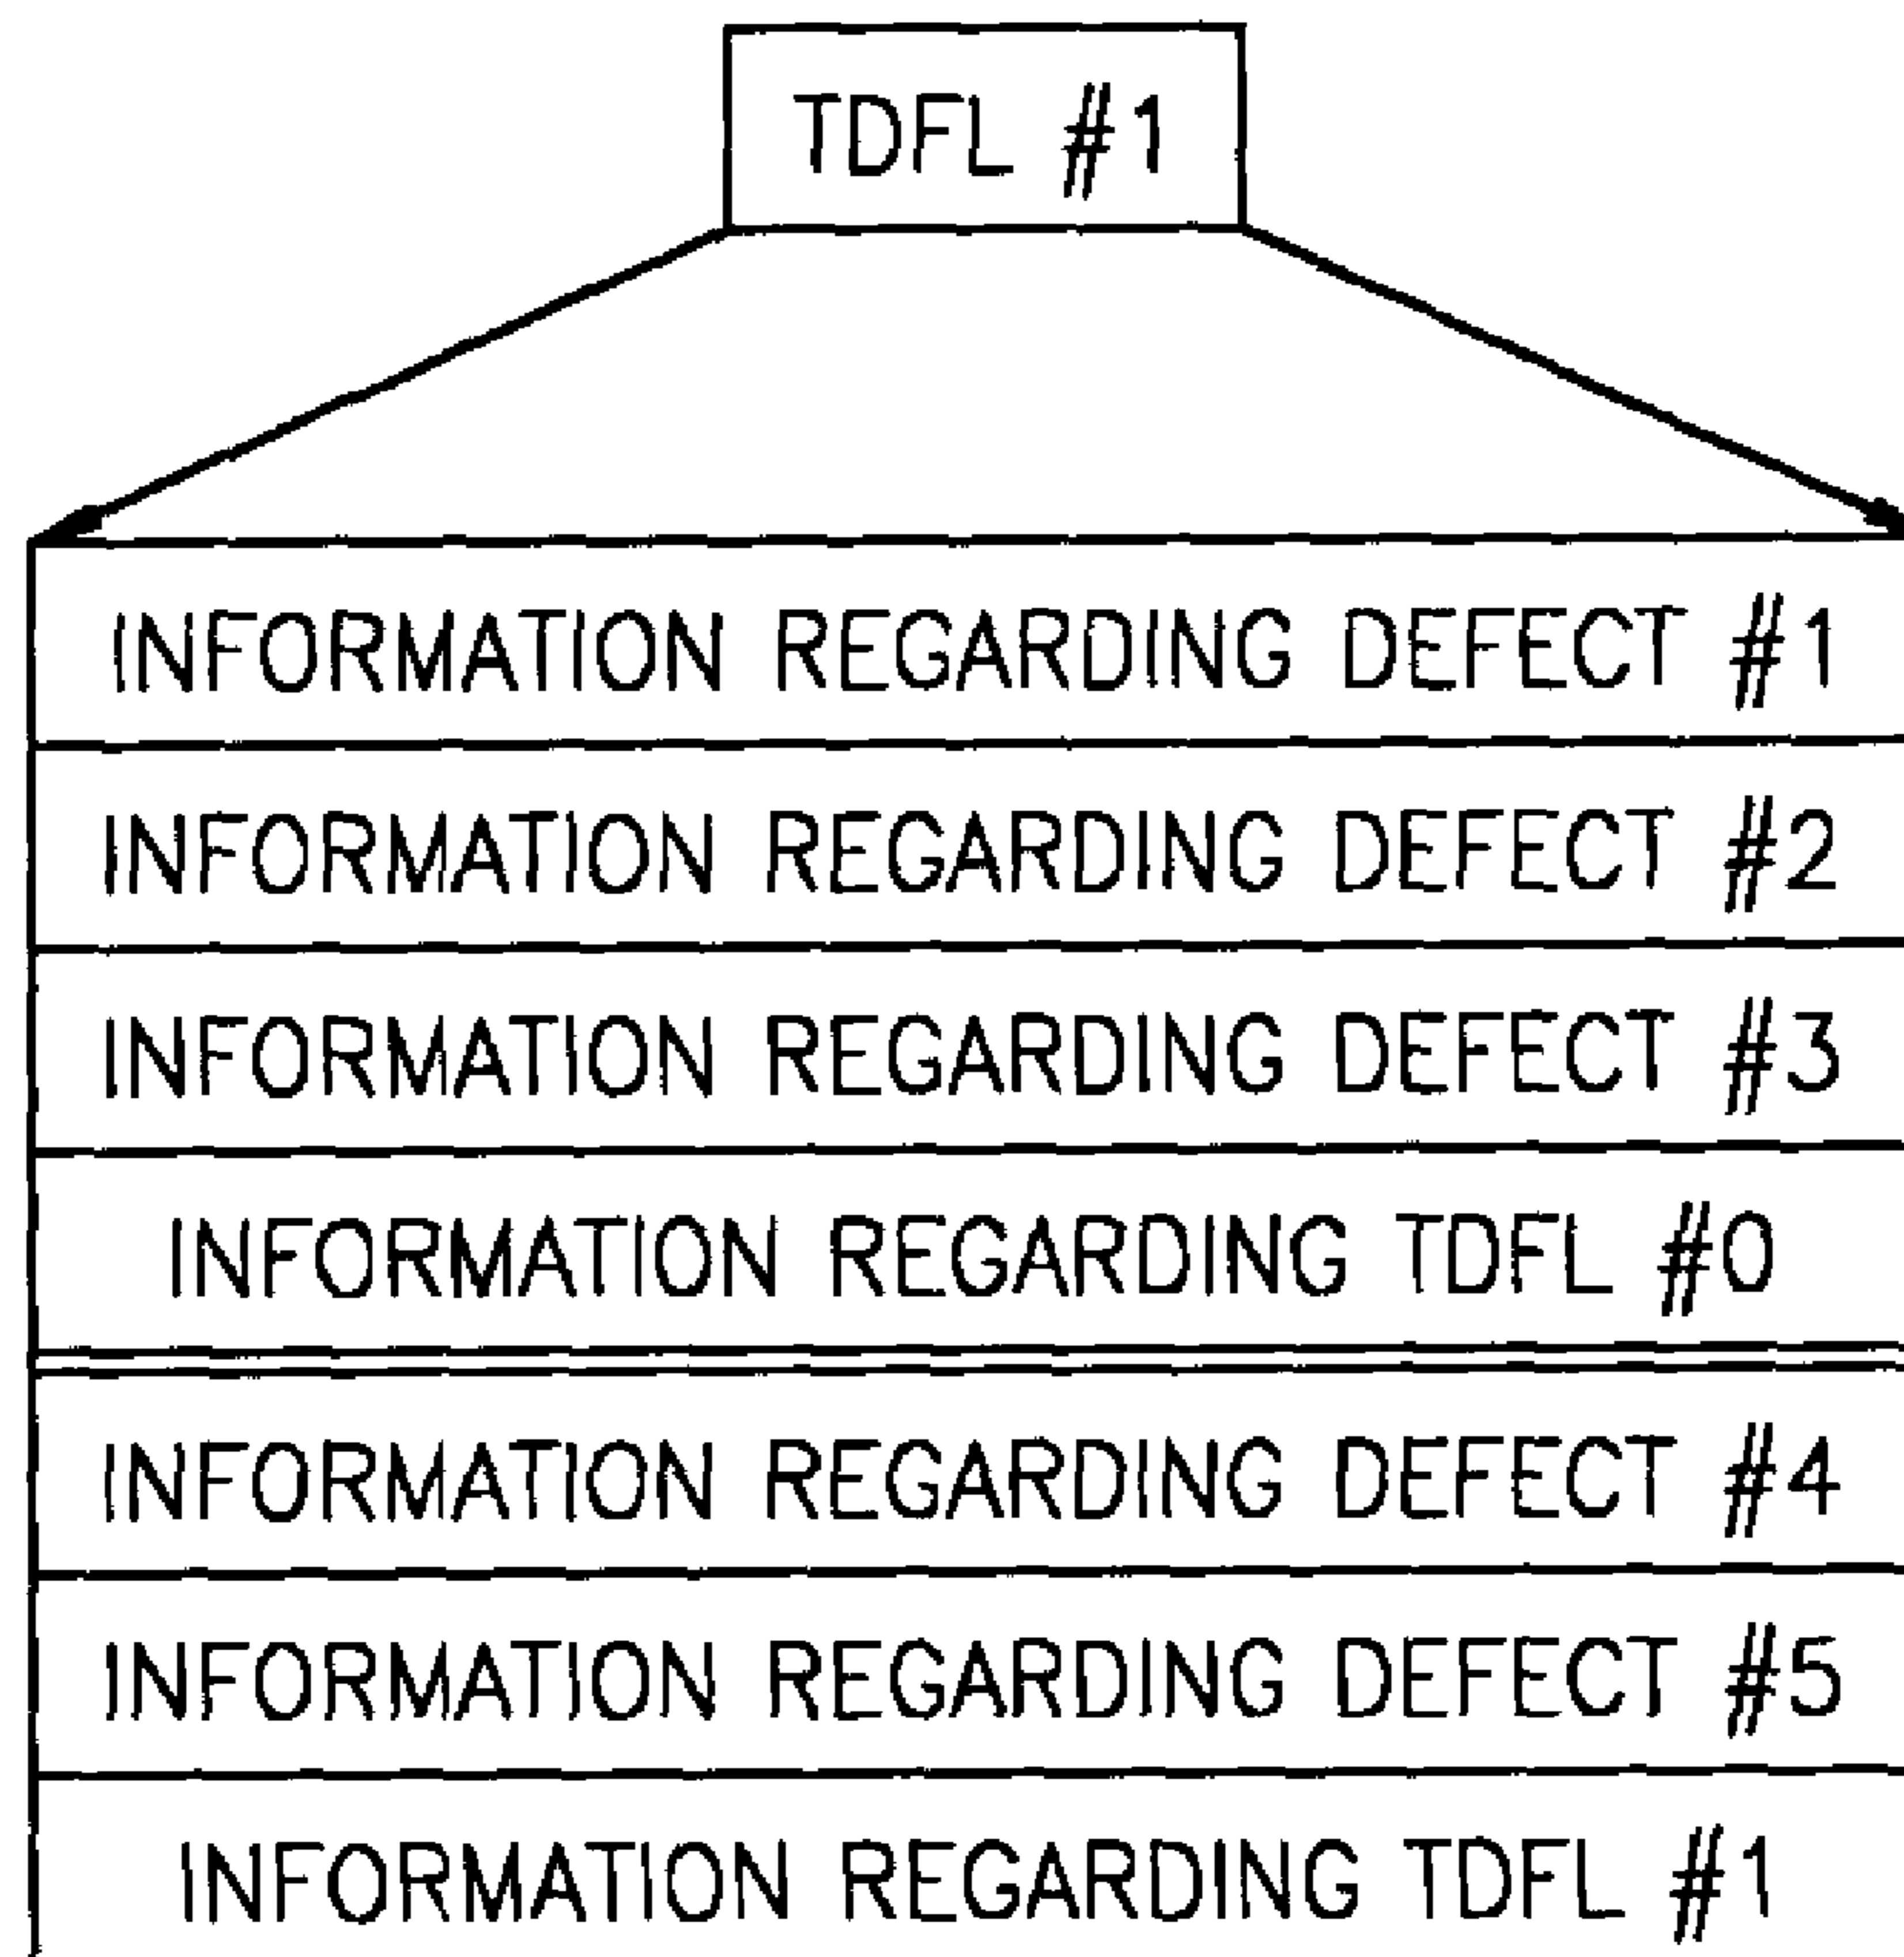 TDFL #1
INFORMATION REGARDING DEFECT #1
INFORMATION REGARDING DEFECT #2
INFORMATION REGARDING DEFECT #3
INFORMATION REGARDING TDFL #0
INFORMATION REGARDING DEFECT #4
INFORMATION REGARDING DEFECT #5
INFORMATION REGARDING TDFL #1